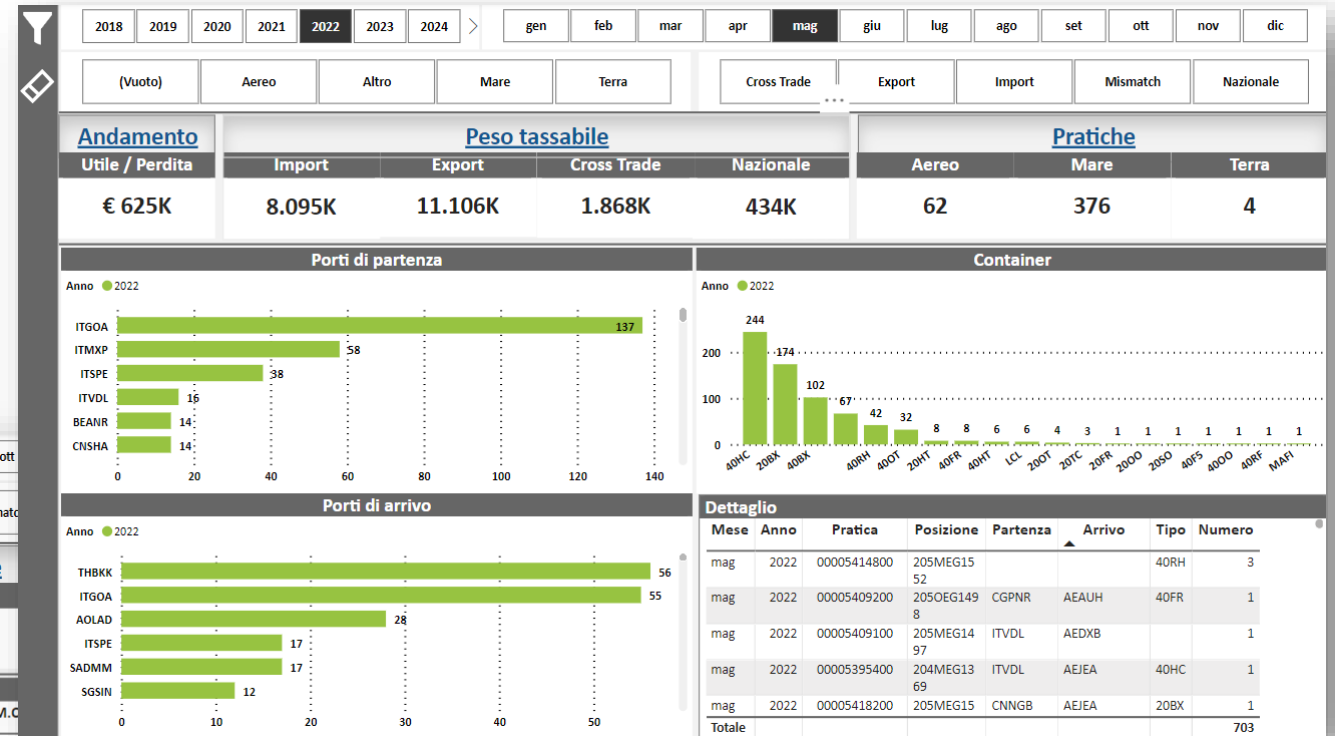 2018 2019 2020 2021 2022 2023 2024 gen feb mar apr mag giu lug ago set ott nov dic
(Vuoto) Aereo Altro Mare Terra Cross Trade Export Import Mismatch Nazionale
Andamento Peso tassabile Pratiche
Utile / Perdita Import Export Cross Trade Nazionale Aereo Mare Terra
€ 625K 8.095K 11.106K 1.868K 434K 62 376 4
Porti di partenza
Anno 2022
ITGOA 137
ITMXP 58
ITSPE 38
ITVDL 16
BEANR 14
CNSHA 14
0 20 40 60 80 100 120 140
Container
Anno 2022
244 174 102 67 42 32 8 8 6 6 4 3 1 1 1 1 1 1 1
200
100
0
40HC 20BX 40BX 40RH 40OT 20HT 40FR 40HT LCL 20OT 20TC 20FR 20OO 20SO 40FS 40OO 40RF MAFI
Porti di arrivo
Anno 2022
THBKK 56
ITGOA 55
AOLAD 28
ITSPE 17
SADMM 17
SGSIN 12
0 10 20 30 40 50
Dettaglio
Mese Anno Pratica Posizione Partenza Arrivo Tipo Numero
mag 2022 00005414800 205MEG15 40RH 3
52
mag 2022 00005409200 205OEG149 CGPNR AEAUH 40FR 1
8
mag 2022 00005409100 205MEG14 ITVDL AEDXB 1
97
mag 2022 00005395400 204MEG13 ITVDL AEJEA 40HC 1
69
mag 2022 00005418200 205MEG15 CNNGB AEJEA 20BX 1
Totale 703
ott